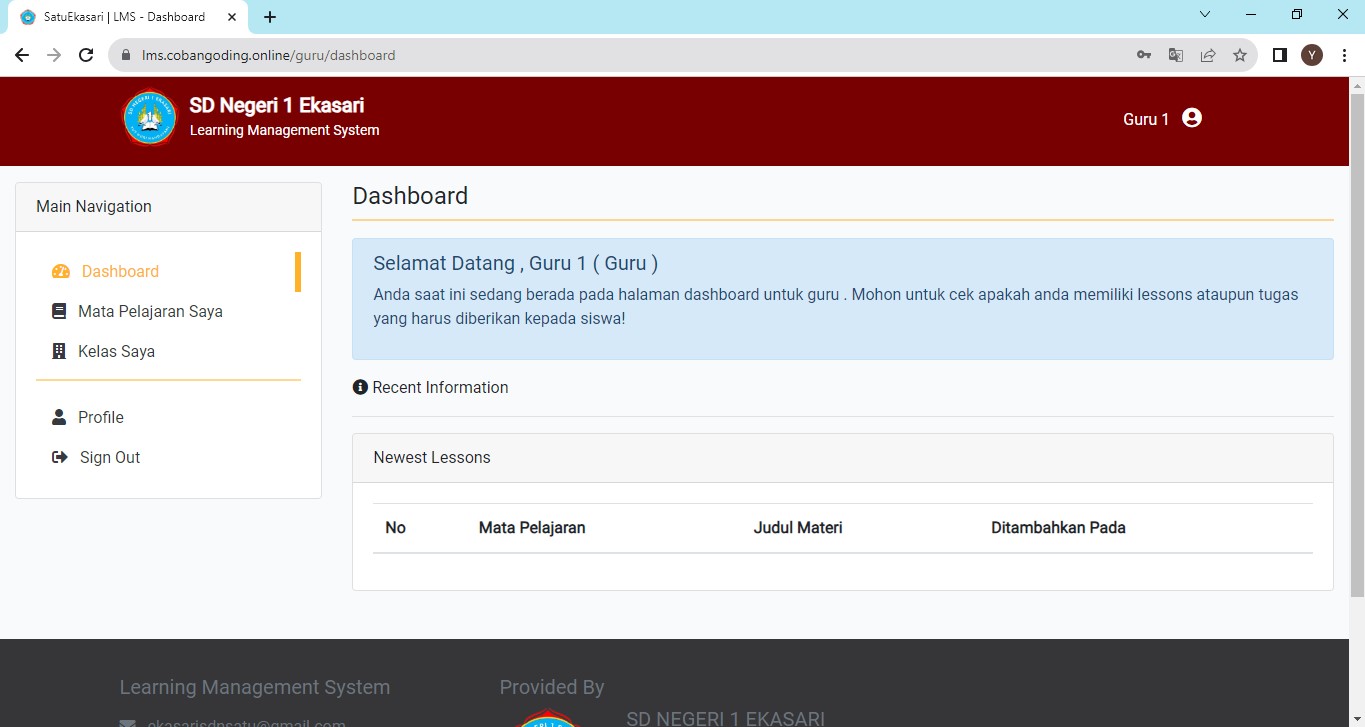 SatuEkasari | LMS - Dashboard
lms.cobangoding.online/guru/dashboard
Y
SD Negeri 1 Ekasari
Learning Management System
Guru 1
Main Navigation
Dashboard
Mata Pelajaran Saya
Kelas Saya
Profile
Sign Out
Dashboard
Selamat Datang , Guru 1 ( Guru )
Anda saat ini sedang berada pada halaman dashboard untuk guru . Mohon untuk cek apakah anda memiliki lessons ataupun tugas
yang harus diberikan kepada siswa!
Recent Information
Newest Lessons
No Mata Pelajaran Judul Materi Ditambahkan Pada
Learning Management System
ekasarisdnsatu@gmail.com
Provided By
SD NEGERI 1 EKASARI